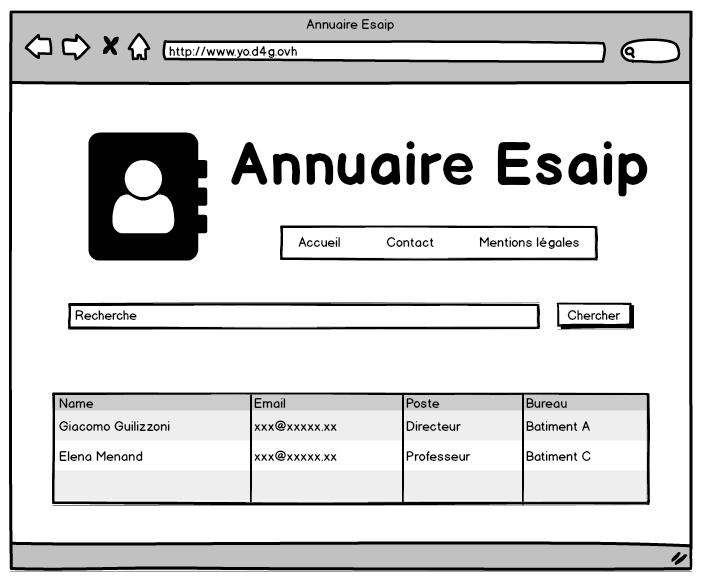 Annuaire Esaip
http://www.yo.d4g.ovh
Annuaire Esaip
Accueil Contact Mentions légales
Recherche Chercher
Name Email Poste Bureau
Giacomo Guilizzoni xxx@xxxxx.xx Directeur Batiment A
Elena Menand xxx@xxxxx.xx Professeur Batiment C